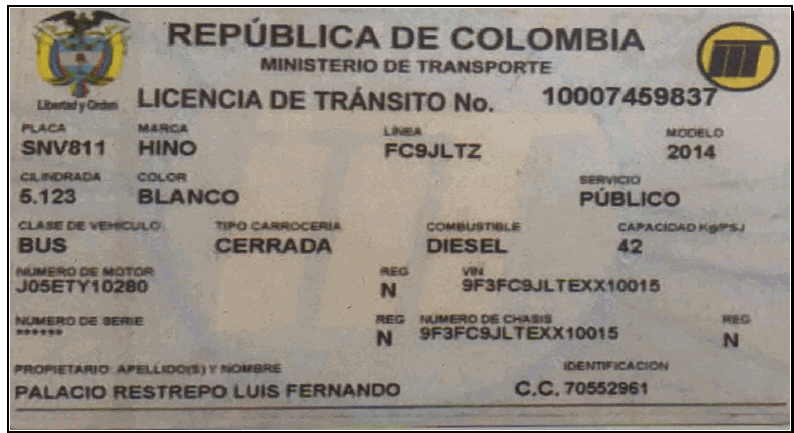 REPÚBLICA DE COLOMBIA
MINISTERIO DE TRANSPORTE
Libertad y Orden
LICENCIA DE TRÁNSITO No. 10007459837
PLACA MARCA LÍNEA MODELO
SNV811 HINO FC9JLTZ 2014
CILINDRADA COLOR SERVICIO
5.123 BLANCO PÚBLICO
CLASE DE VEHICULO TIPO CARROCERIA COMBUSTIBLE CAPACIDAD Kg/PSJ
BUS CERRADA DIESEL 42
NÚMERO DE MOTOR REG VIN
J05ETY10280 N 9F3FC9JLTEXX10015
NÚMERO DE SERIE REG NUMERO DE CHASIS REG
****** N 9F3FC9JLTEXX10015 N
PROPIETARIO: APELLIDO(S) Y NOMBRE IDENTIFICACION
PALACIO RESTREPO LUIS FERNANDO C.C. 70552961